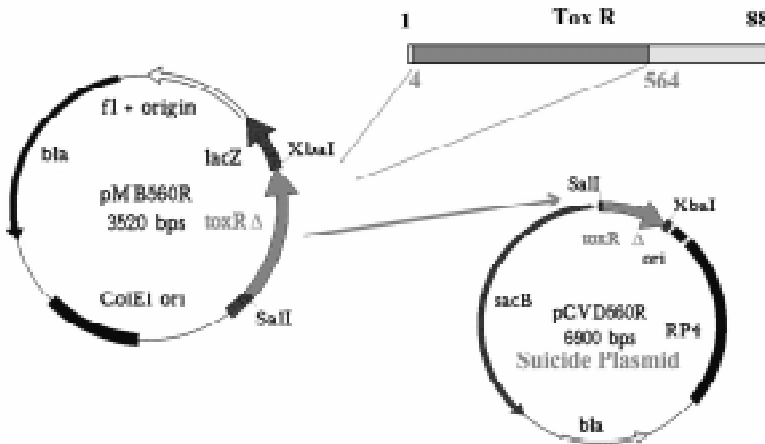 1 Tox R 88
4 564
f1 + origin
bla
lacZ
XbaI
pMB560R
3520 bps
toxR Δ
ColE1 ori
SalI
SalI
XbaI
toxR Δ
ori
sacB
pCVD560R
6900 bps
RP4
Suicide Plasmid
bla